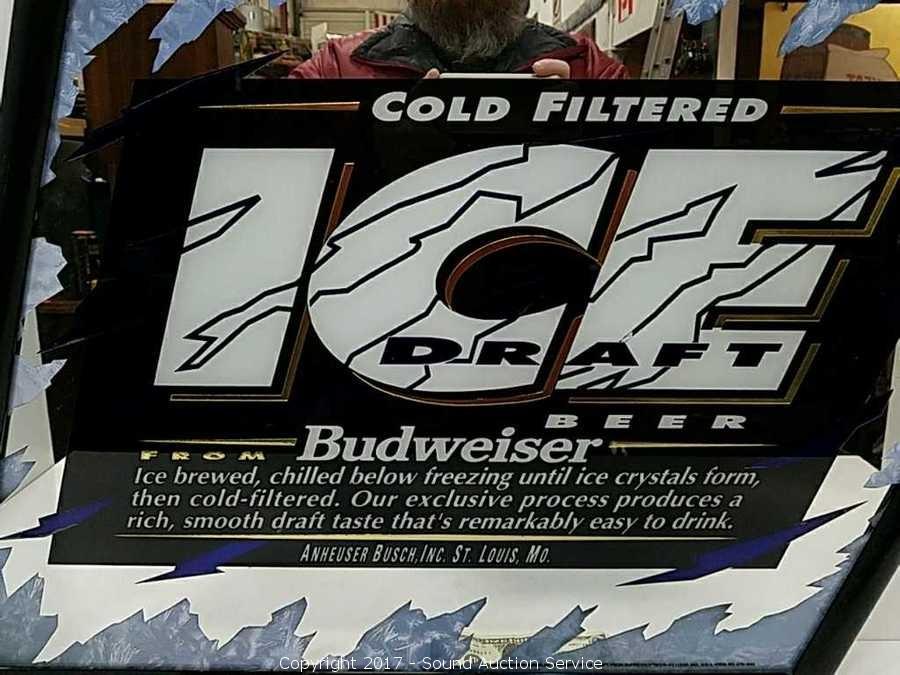 COLD FILTERED
ICE
DRAFT
BEER
FROM Budweiser
Ice brewed, chilled below freezing until ice crystals form,
then cold-filtered. Our exclusive process produces a
rich, smooth draft taste that's remarkably easy to drink.
ANHEUSER BUSCH, INC. ST. LOUIS, MO.
Copyright 2017 - Sound Auction Service